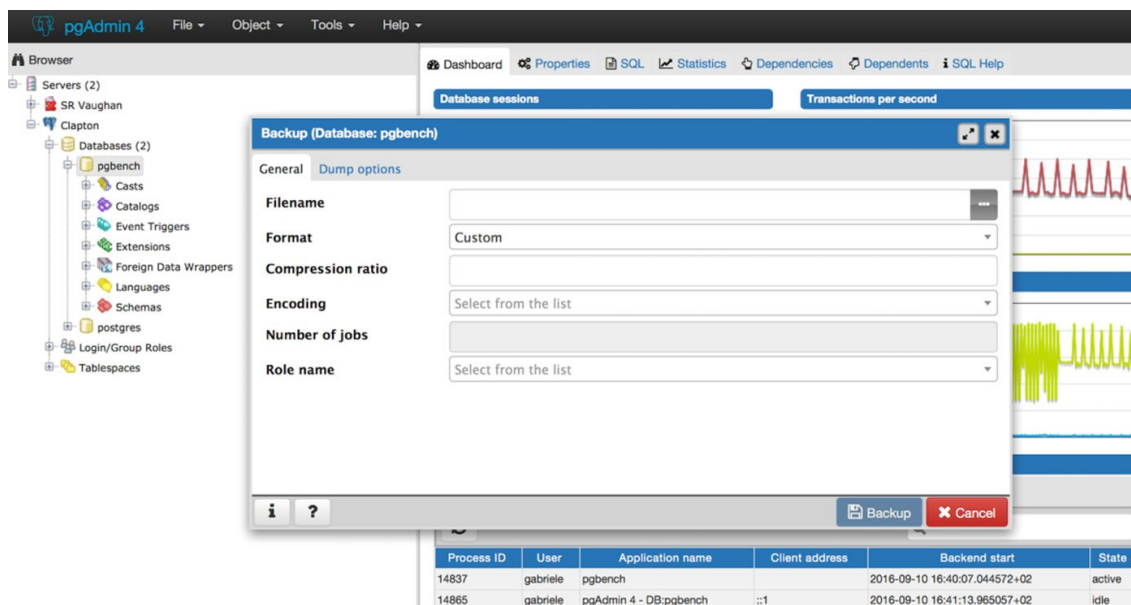 pgAdmin 4 File Object Tools Help
Browser
Servers (2)
SR Vaughan
Clapton
Databases (2)
pgbench
Casts
Catalogs
Event Triggers
Extensions
Foreign Data Wrappers
Languages
Schemas
postgres
Login/Group Roles
Tablespaces
Dashboard Properties SQL Statistics Dependencies Dependents SQL Help
Database sessions Transactions per second
Backup (Database: pgbench)
General Dump options
Filename
Format Custom
Compression ratio
Encoding Select from the list
Number of jobs
Role name Select from the list
i ? Backup Cancel
Process ID User Application name Client address Backend start State
14837 gabriele pgbench 2016-09-10 16:40:07.044572+02 active
14865 gabriele pgAdmin 4 - DB:pgbench ::1 2016-09-10 16:41:13.965057+02 idle